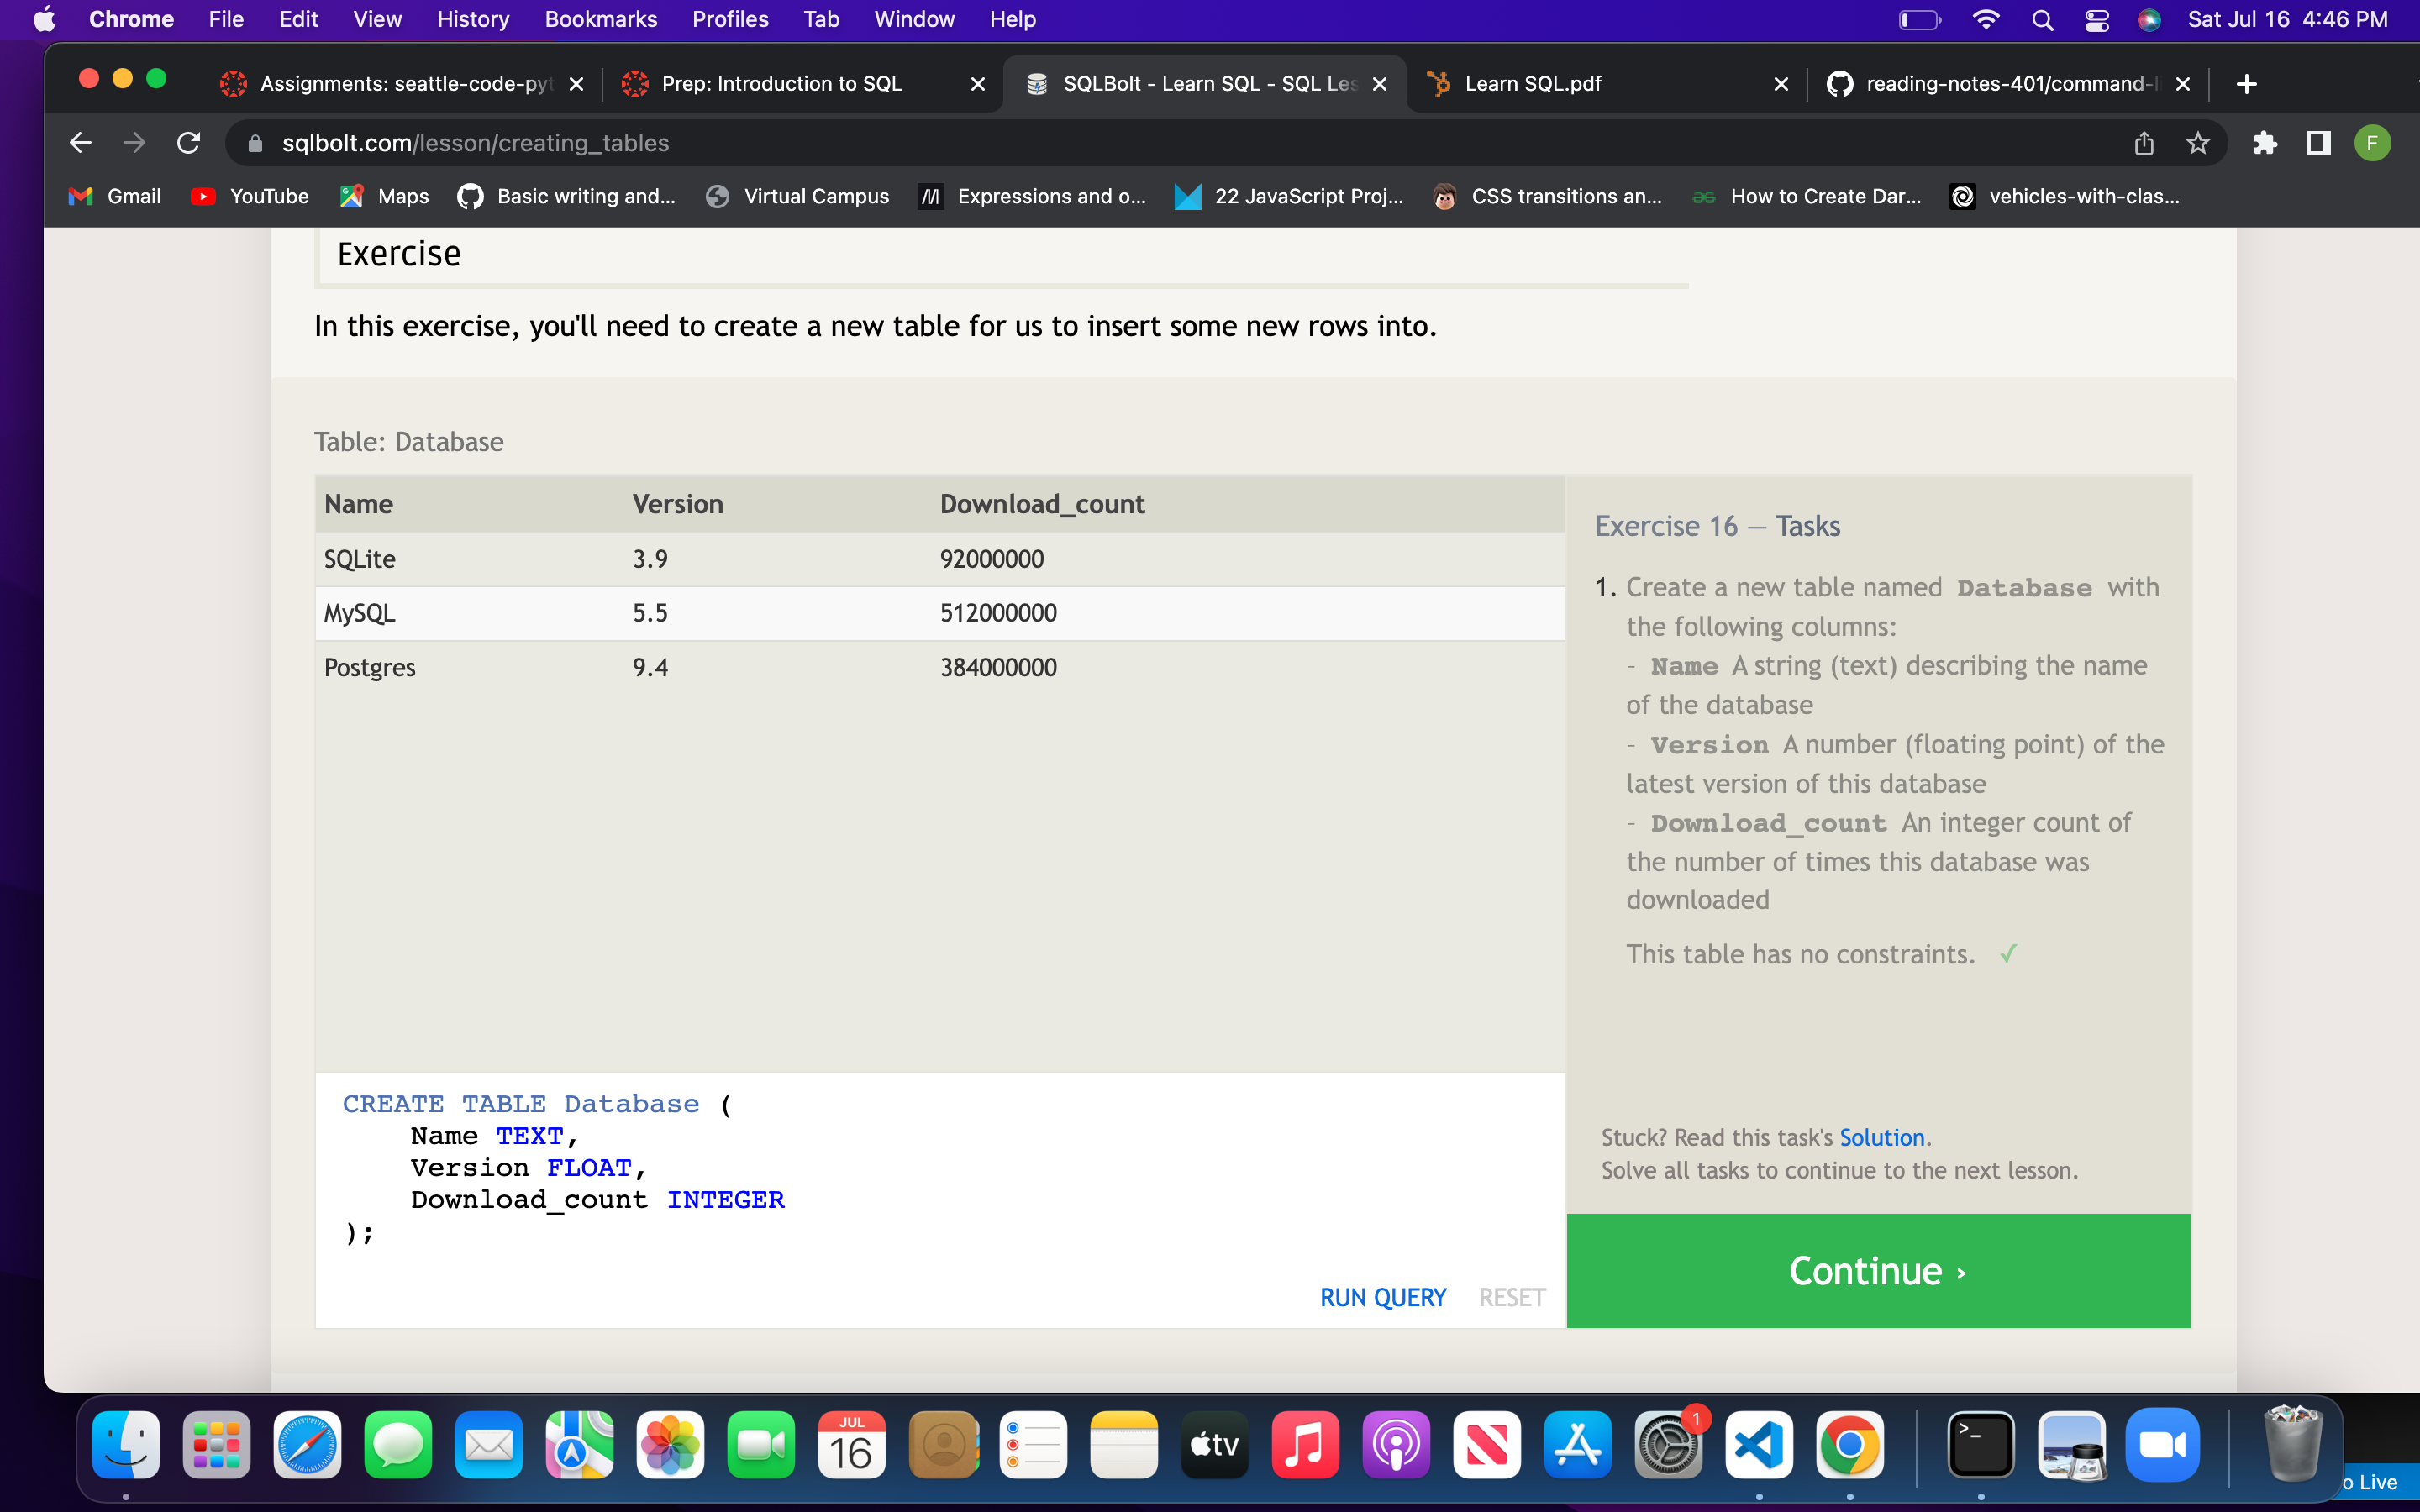 Chrome File Edit View History Bookmarks Profiles Tab Window Help Sat Jul 16 4:46 PM
Assignments: seattle-code-pyt Prep: Introduction to SQL SQLBolt - Learn SQL - SQL Les Learn SQL.pdf reading-notes-401/command-li
sqlbolt.com/lesson/creating_tables F
Gmail YouTube Maps Basic writing and... Virtual Campus Expressions and o... 22 JavaScript Proj... CSS transitions an... How to Create Dar... vehicles-with-clas...
Exercise
In this exercise, you'll need to create a new table for us to insert some new rows into.
Table: Database
Name Version Download_count
SQLite 3.9 92000000
MySQL 5.5 512000000
Postgres 9.4 384000000
CREATE TABLE Database (
Name TEXT,
Version FLOAT,
Download_count INTEGER
);
RUN QUERY RESET
Exercise 16 — Tasks
1. Create a new table named Database with
the following columns:
- Name A string (text) describing the name
of the database
- Version A number (floating point) of the
latest version of this database
- Download_count An integer count of
the number of times this database was
downloaded
This table has no constraints. ✓
Stuck? Read this task's Solution.
Solve all tasks to continue to the next lesson.
Continue ›
JUL
16
tv
1
>_
o Live